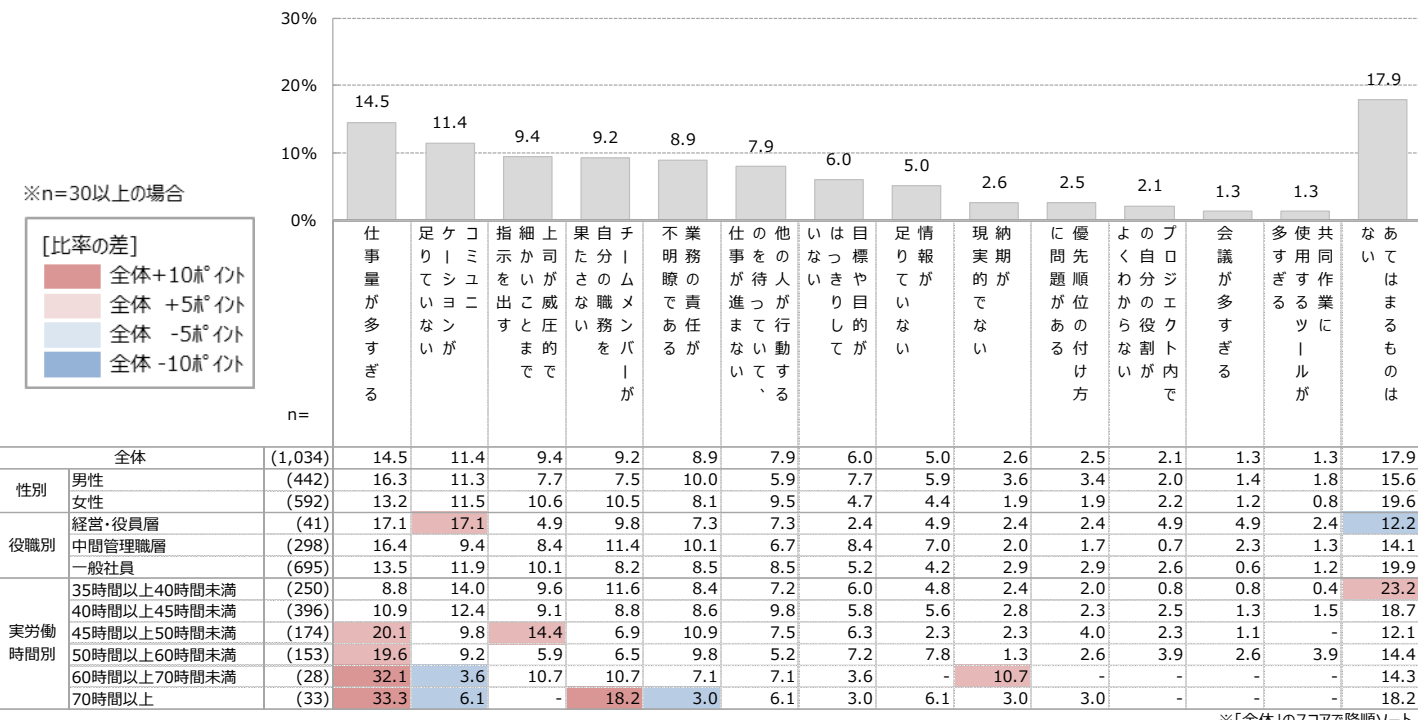 30%
20%
10%
0%
14.5
11.4
9.4
9.2
8.9
7.9
6.0
5.0
2.6
2.5
2.1
1.3
1.3
17.9
※n=30以上の場合
[比率の差]
全体+10ﾎﾟｲﾝﾄ
全体 +5ﾎﾟｲﾝﾄ
全体 -5ﾎﾟｲﾝﾄ
全体 -10ﾎﾟｲﾝﾄ
n=
仕事量が多すぎる
コミュニ
ケーションが
足りていない
上司が威圧的で
細かいことまで
指示を出す
チームメンバーが
自分の職務を
果たさない
業務の責任が
不明瞭である
他の人が行動する
のを待っていて、
仕事が進まない
目標や目的が
はっきりして
いない
情報が
足りていない
納期が
現実的でない
優先順位の付け方
に問題がある
プロジェクト内で
の自分の役割が
よくわからない
会議が多すぎる
共同作業に
使用するツールが
多すぎる
あてはまるものは
ない
全体 (1,034) 14.5 11.4 9.4 9.2 8.9 7.9 6.0 5.0 2.6 2.5 2.1 1.3 1.3 17.9
性別
男性 (442) 16.3 11.3 7.7 7.5 10.0 5.9 7.7 5.9 3.6 3.4 2.0 1.4 1.8 15.6
女性 (592) 13.2 11.5 10.6 10.5 8.1 9.5 4.7 4.4 1.9 1.9 2.2 1.2 0.8 19.6
役職別
経営・役員層 (41) 17.1 17.1 4.9 9.8 7.3 7.3 2.4 4.9 2.4 2.4 4.9 4.9 2.4 12.2
中間管理職層 (298) 16.4 9.4 8.4 11.4 10.1 6.7 8.4 7.0 2.0 1.7 0.7 2.3 1.3 14.1
一般社員 (695) 13.5 11.9 10.1 8.2 8.5 8.5 5.2 4.2 2.9 2.9 2.6 0.6 1.2 19.9
実労働
時間別
35時間以上40時間未満 (250) 8.8 14.0 9.6 11.6 8.4 7.2 6.0 4.8 2.4 2.0 0.8 0.8 0.4 23.2
40時間以上45時間未満 (396) 10.9 12.4 9.1 8.8 8.6 9.8 5.8 5.6 2.8 2.3 2.5 1.3 1.5 18.7
45時間以上50時間未満 (174) 20.1 9.8 14.4 6.9 10.9 7.5 6.3 2.3 2.3 4.0 2.3 1.1 - 12.1
50時間以上60時間未満 (153) 19.6 9.2 5.9 6.5 9.8 5.2 7.2 7.8 1.3 2.6 3.9 2.6 3.9 14.4
60時間以上70時間未満 (28) 32.1 3.6 10.7 10.7 7.1 7.1 3.6 - 10.7 - - - - 14.3
70時間以上 (33) 33.3 6.1 - 18.2 3.0 6.1 3.0 6.1 3.0 3.0 - - - 18.2
※「全体」のスコアで降順ソート